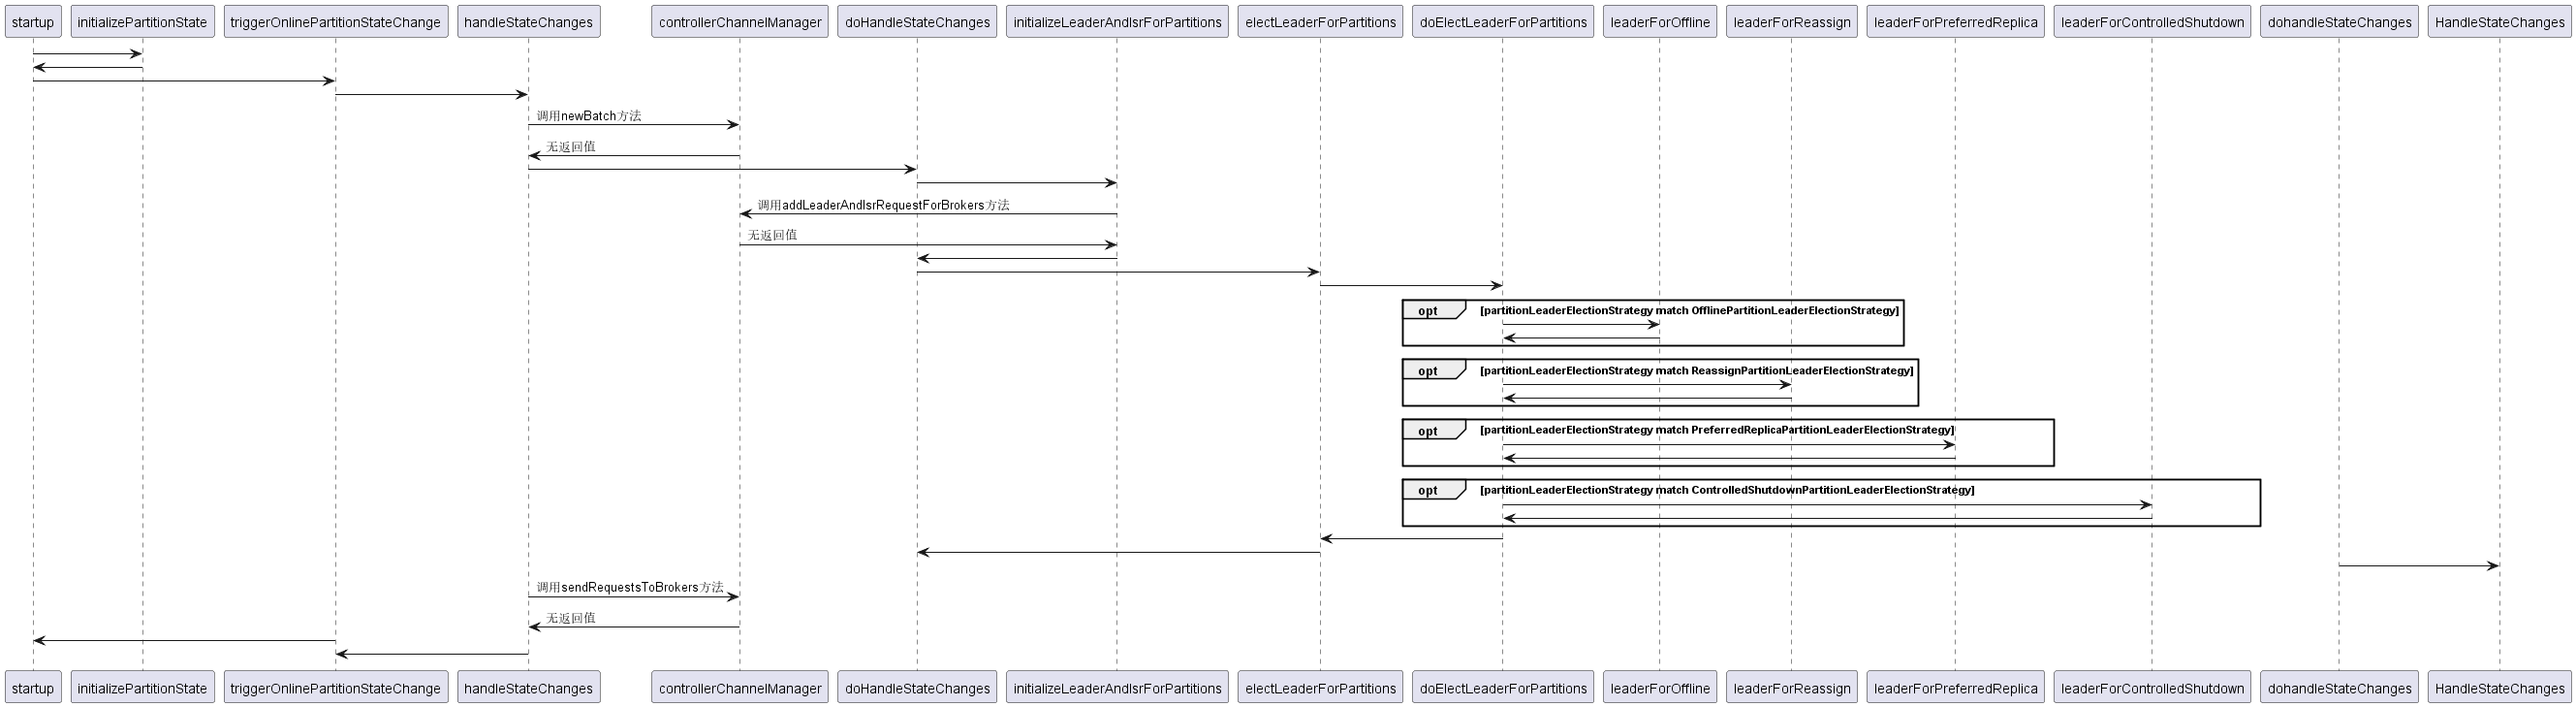 startup
initializePartitionState
triggerOnlinePartitionStateChange
handleStateChanges
controllerChannelManager
doHandleStateChanges
initializeLeaderAndIsrForPartitions
electLeaderForPartitions
doElectLeaderForPartitions
leaderForOffline
leaderForReassign
leaderForPreferredReplica
leaderForControlledShutdown
dohandleStateChanges
HandleStateChanges
调用newBatch方法
无返回值
调用addLeaderAndIsrRequestForBrokers方法
无返回值
opt [partitionLeaderElectionStrategy match OfflinePartitionLeaderElectionStrategy]
opt [partitionLeaderElectionStrategy match ReassignPartitionLeaderElectionStrategy]
opt [partitionLeaderElectionStrategy match PreferredReplicaPartitionLeaderElectionStrategy]
opt [partitionLeaderElectionStrategy match ControlledShutdownPartitionLeaderElectionStrategy]
调用sendRequestsToBrokers方法
无返回值
startup
initializePartitionState
triggerOnlinePartitionStateChange
handleStateChanges
controllerChannelManager
doHandleStateChanges
initializeLeaderAndIsrForPartitions
electLeaderForPartitions
doElectLeaderForPartitions
leaderForOffline
leaderForReassign
leaderForPreferredReplica
leaderForControlledShutdown
dohandleStateChanges
HandleStateChanges